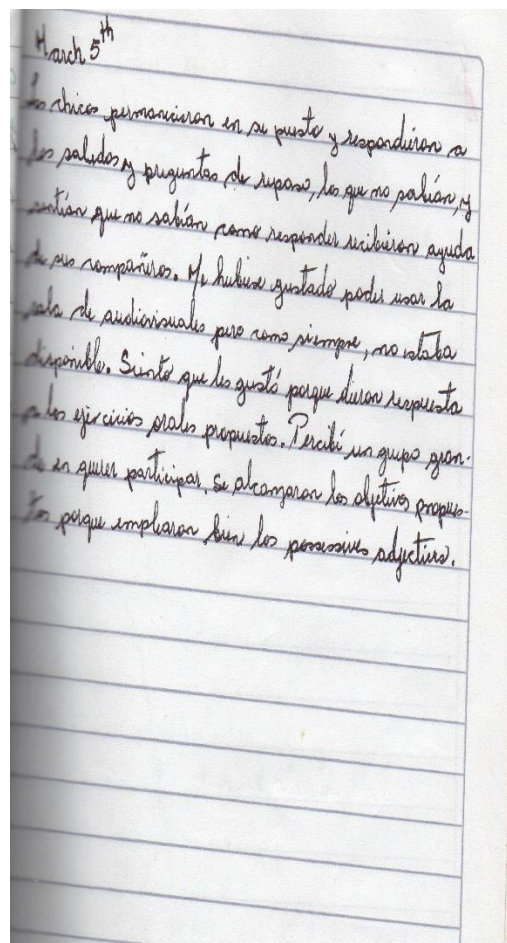 March 5th
Los chicos permanecieron en su puesto y respondieron a
los saludos y preguntas de repaso, los que no sabían y
sentían que no sabían como responder recibieron ayuda
de sus compañeros. Me hubiese gustado poder usar la
sala de audiovisuales pero como siempre, no estaba
disponible. Siento que les gustó porque dieron respuesta
a los ejercicios orales propuestos. Percibí un grupo gran-
de en querer participar. Se alcanzaron los objetivos propues-
tos porque emplearon bien los possessives adjectives.